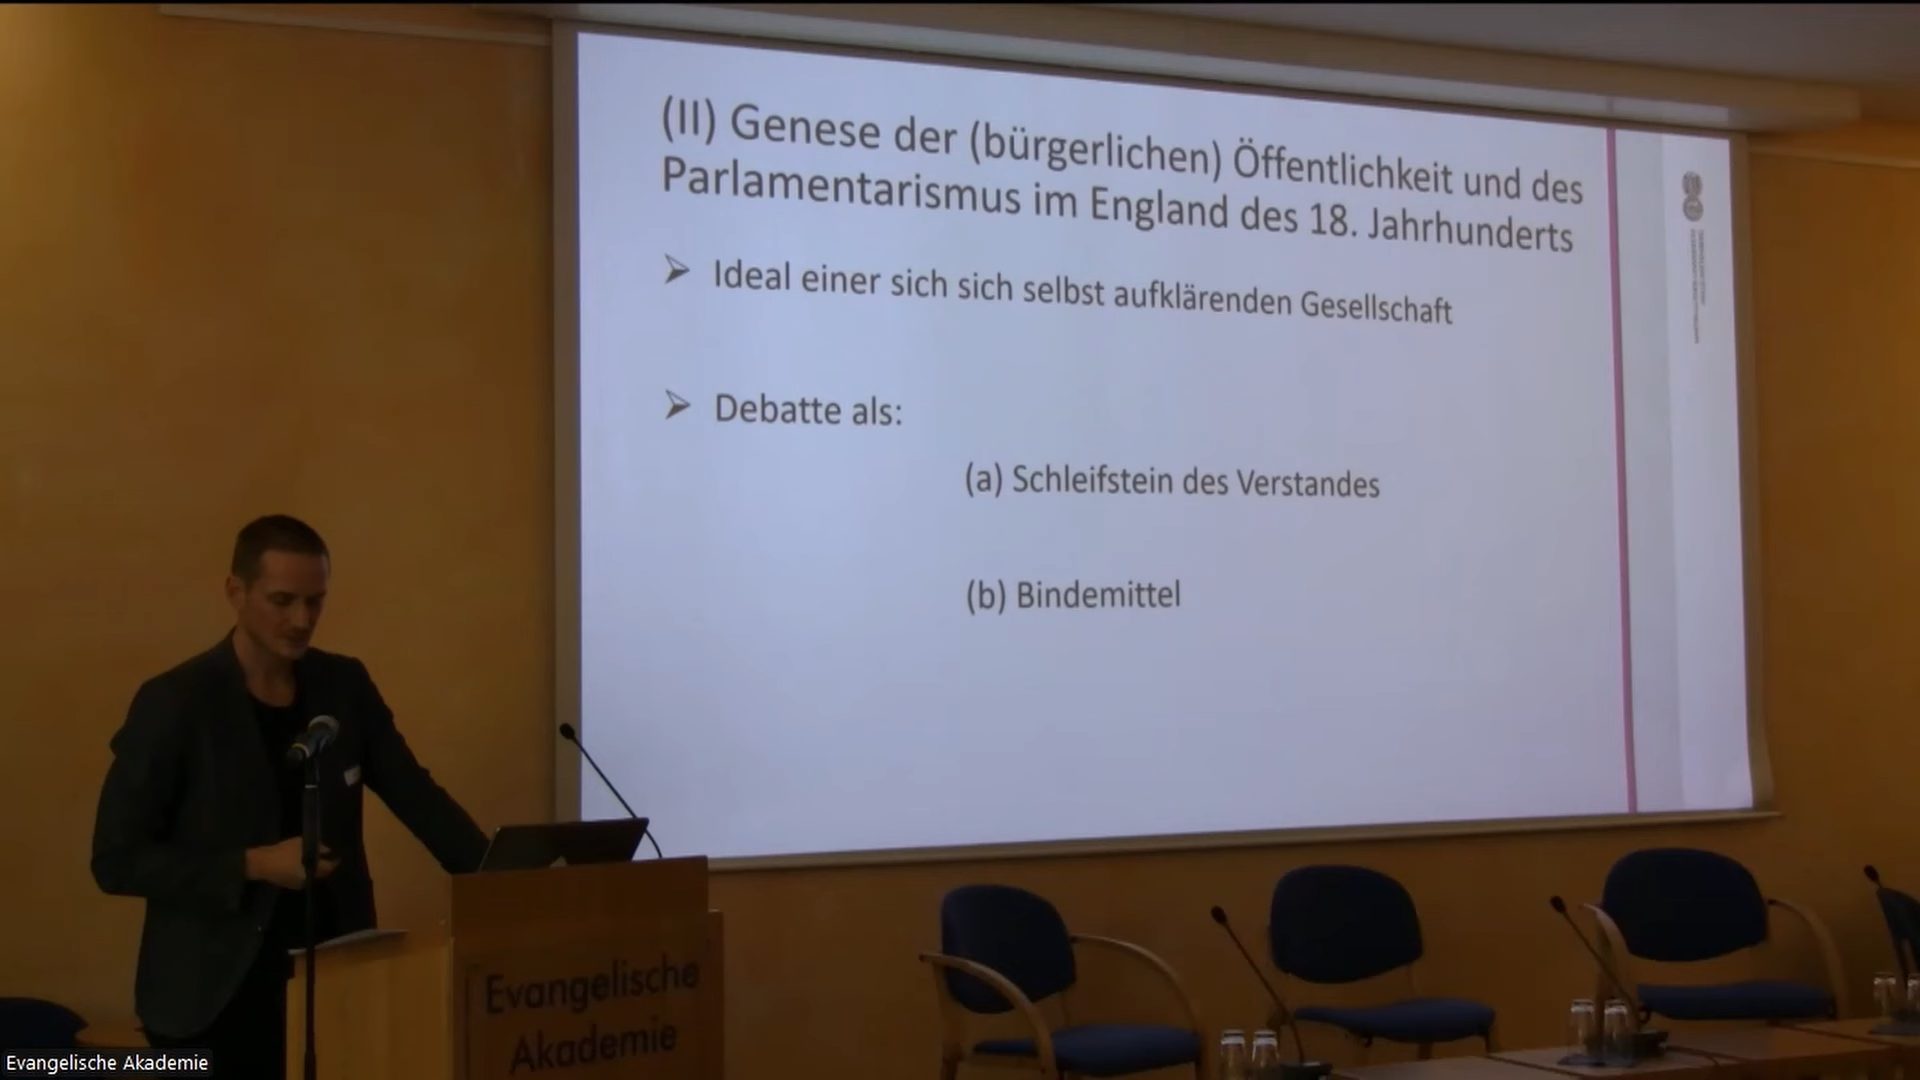 (II) Genese der (bürgerlichen) Öffentlichkeit und des
Parlamentarismus im England des 18. Jahrhunderts
Ideal einer sich sich selbst aufklärenden Gesellschaft
Debatte als:
(a) Schleifstein des Verstandes
(b) Bindemittel
Evangelische
Akademie
Evangelische Akademie